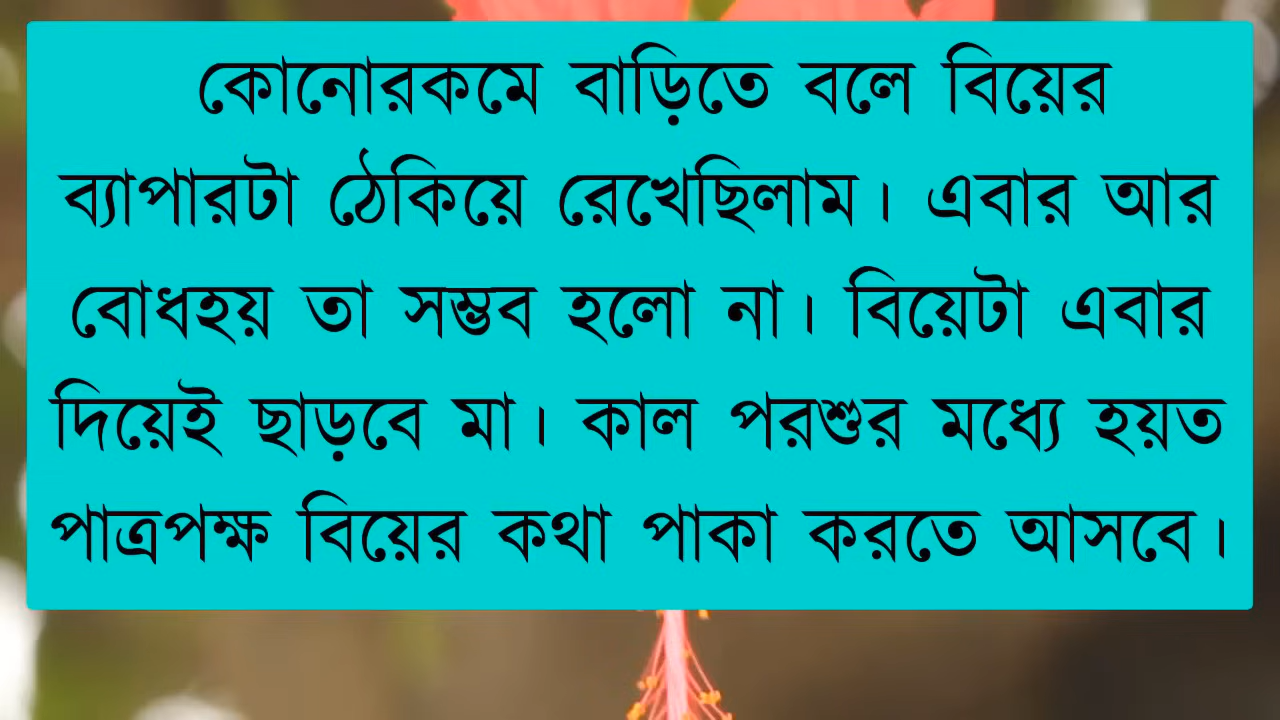 কোনোরকমে বাড়িতে বলে বিয়ের
ব্যাপারটা ঠেকিয়ে রেখেছিলাম। এবার আর
বোধহয় তা সম্ভব হলো না। বিয়েটা এবার
দিয়েই ছাড়বে মা। কাল পরশুর মধ্যে হয়ত
পাত্রপক্ষ বিয়ের কথা পাকা করতে আসবে।